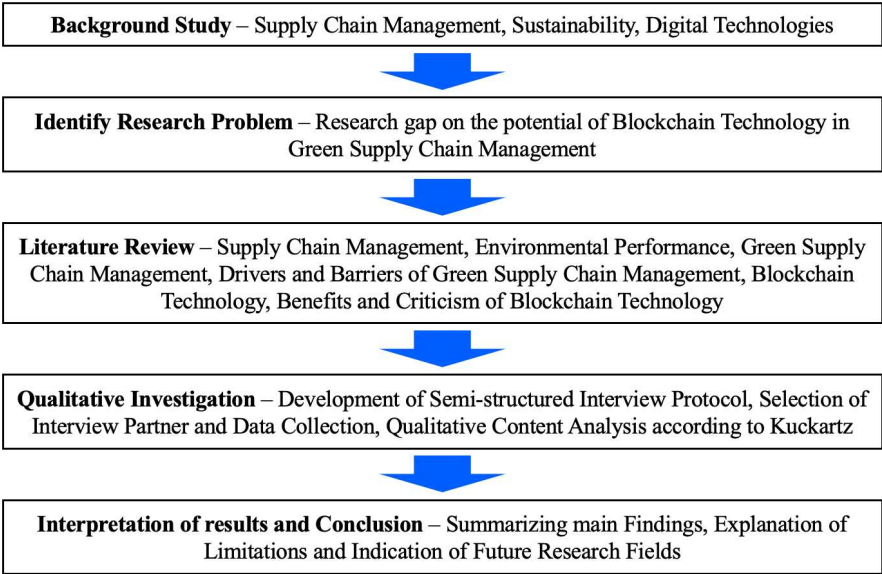 Background Study – Supply Chain Management, Sustainability, Digital Technologies
Identify Research Problem – Research gap on the potential of Blockchain Technology in
Green Supply Chain Management
Literature Review – Supply Chain Management, Environmental Performance, Green Supply
Chain Management, Drivers and Barriers of Green Supply Chain Management, Blockchain
Technology, Benefits and Criticism of Blockchain Technology
Qualitative Investigation – Development of Semi-structured Interview Protocol, Selection of
Interview Partner and Data Collection, Qualitative Content Analysis according to Kuckartz
Interpretation of results and Conclusion – Summarizing main Findings, Explanation of
Limitations and Indication of Future Research Fields